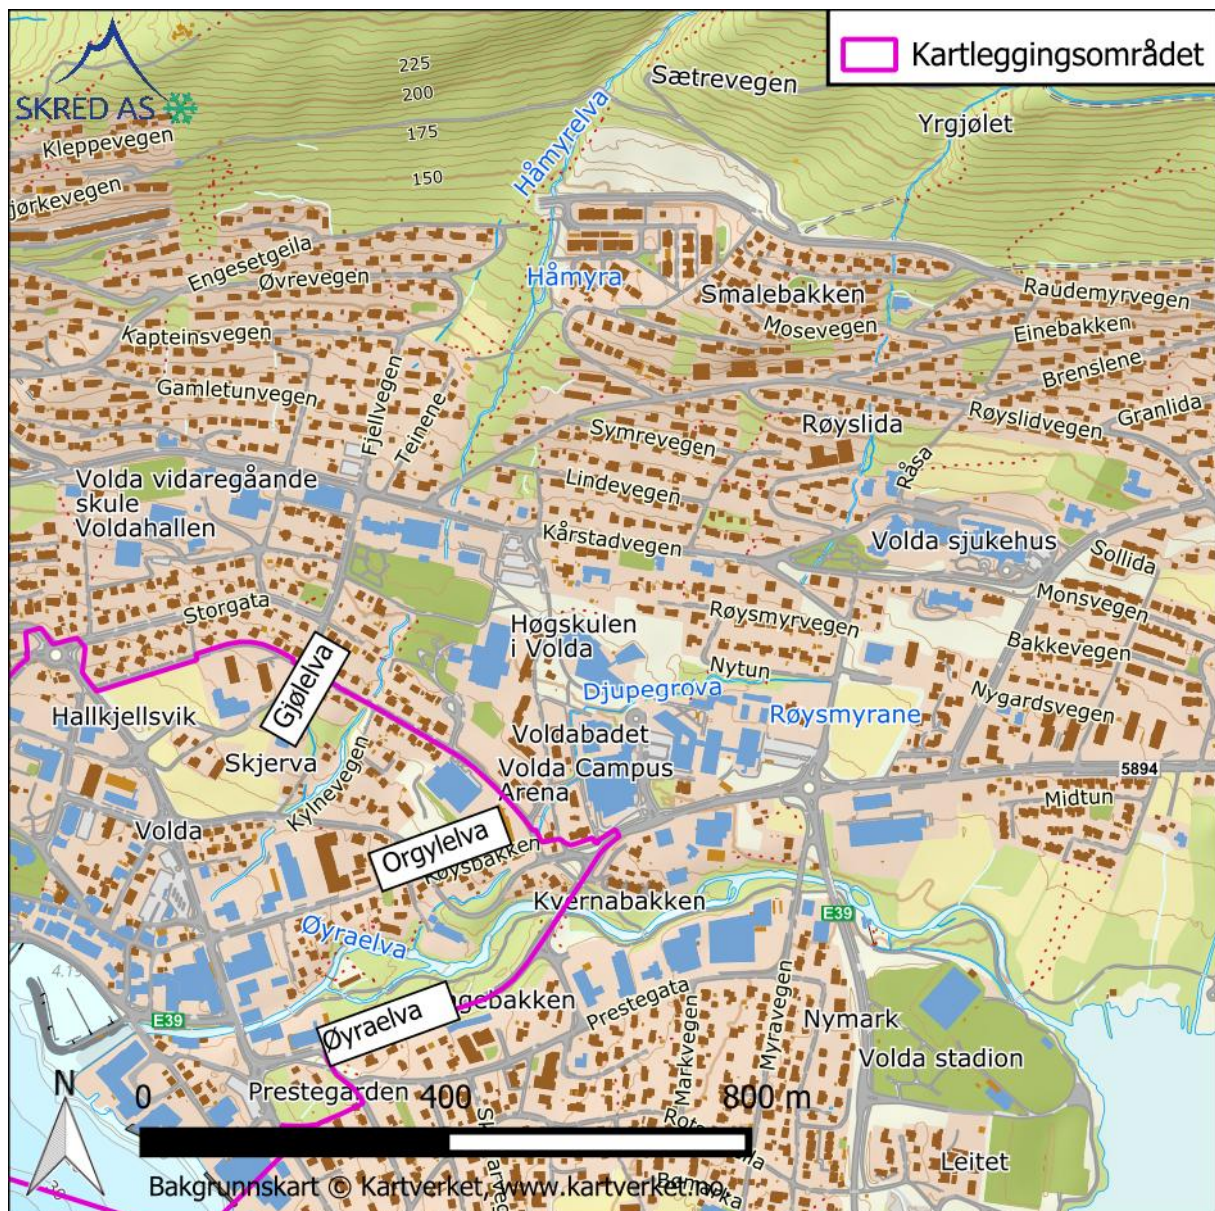 Kartleggingsområdet
SKRED AS
225
200
175
150
Sætrevegen
Yrgjølet
Kleppevegen
jørkevegen
Håmyrelva
Engesetgeila
Øvrevegen
Håmyra
Smalebakken
Raudemyrvegen
Kapteinsvegen
Mosevegen
Einebakken
Brenslene
Gamletunvegen
Fjellvegen
Teinene
Symrevegen
Røyslida
Røyslidvegen
Granlida
Volda vidaregåande
skule
Voldahallen
Lindevegen
Råsa
Kårstadvegen
Volda sjukehus
Sollida
Monsvegen
Storgata
Høgskulen
i Volda
Røysmyrvegen
Bakkevegen
Gjølelva
Nytun
Djupegrova
Nygardsvegen
Hallkjellsvik
Røysmyrane
Skjerva
Voldabadet
Volda Campus
Arena
5894
Kylnevegen
Midtun
Volda
Orgylelva
Røysbakken
Kvernabakken
E39
Øyraelva
E39
Øyraelva
gebakken
Prestegata
Markvegen
Myravegen
Nymark
Volda stadion
N
Prestegarden
0
400
800 m
Leitet
Bakgrunnskart © Kartverket, www.kartverket.no.